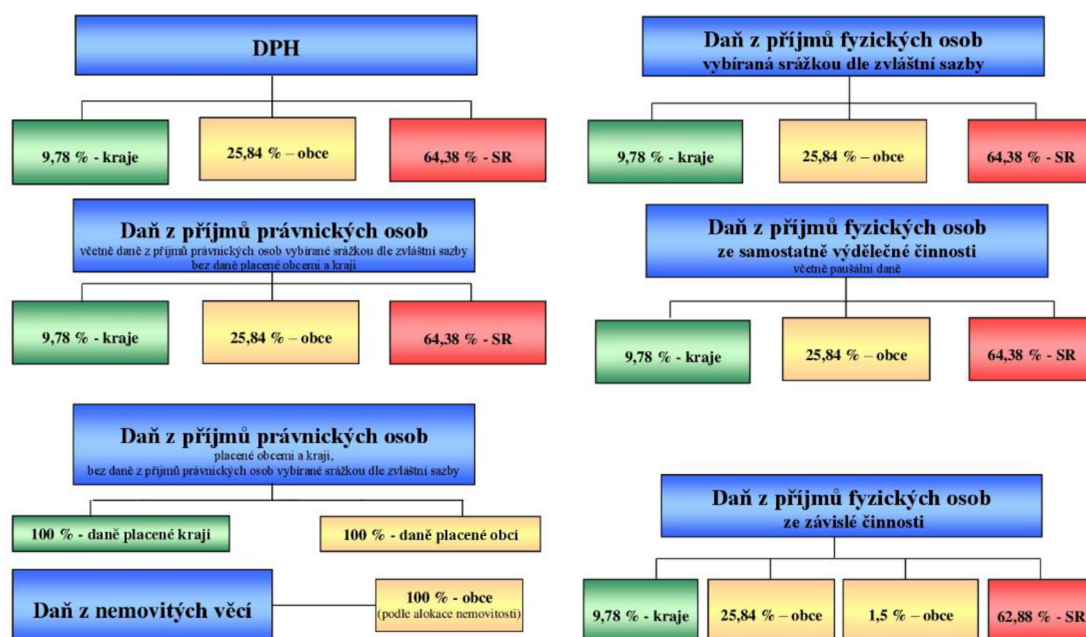 DPH
9,78 % - kraje
25,84 % – obce
64,38 % - SR
Daň z příjmů právnických osob
včetně daně z příjmů právnických osob vybírané srážkou dle zvláštní sazby
bez daně placené obcemi a kraji
9,78 % - kraje
25,84 % – obce
64,38 % - SR
Daň z příjmů právnických osob
placené obcemi a kraji,
bez daně z příjmů právnických osob vybírané srážkou dle zvláštní sazby
100 % - daně placené kraji
100 % - daně placené obcí
Daň z nemovitých věcí
100 % - obce
(podle alokace nemovitosti)
Daň z příjmů fyzických osob
vybíraná srážkou dle zvláštní sazby
9,78 % - kraje
25,84 % – obce
64,38 % - SR
Daň z příjmů fyzických osob
ze samostatně výdělečné činnosti
včetně paušální daně
9,78 % - kraje
25,84 % – obce
64,38 % - SR
Daň z příjmů fyzických osob
ze závislé činnosti
9,78 % - kraje
25,84 % – obce
1,5 % – obce
62,88 % - SR